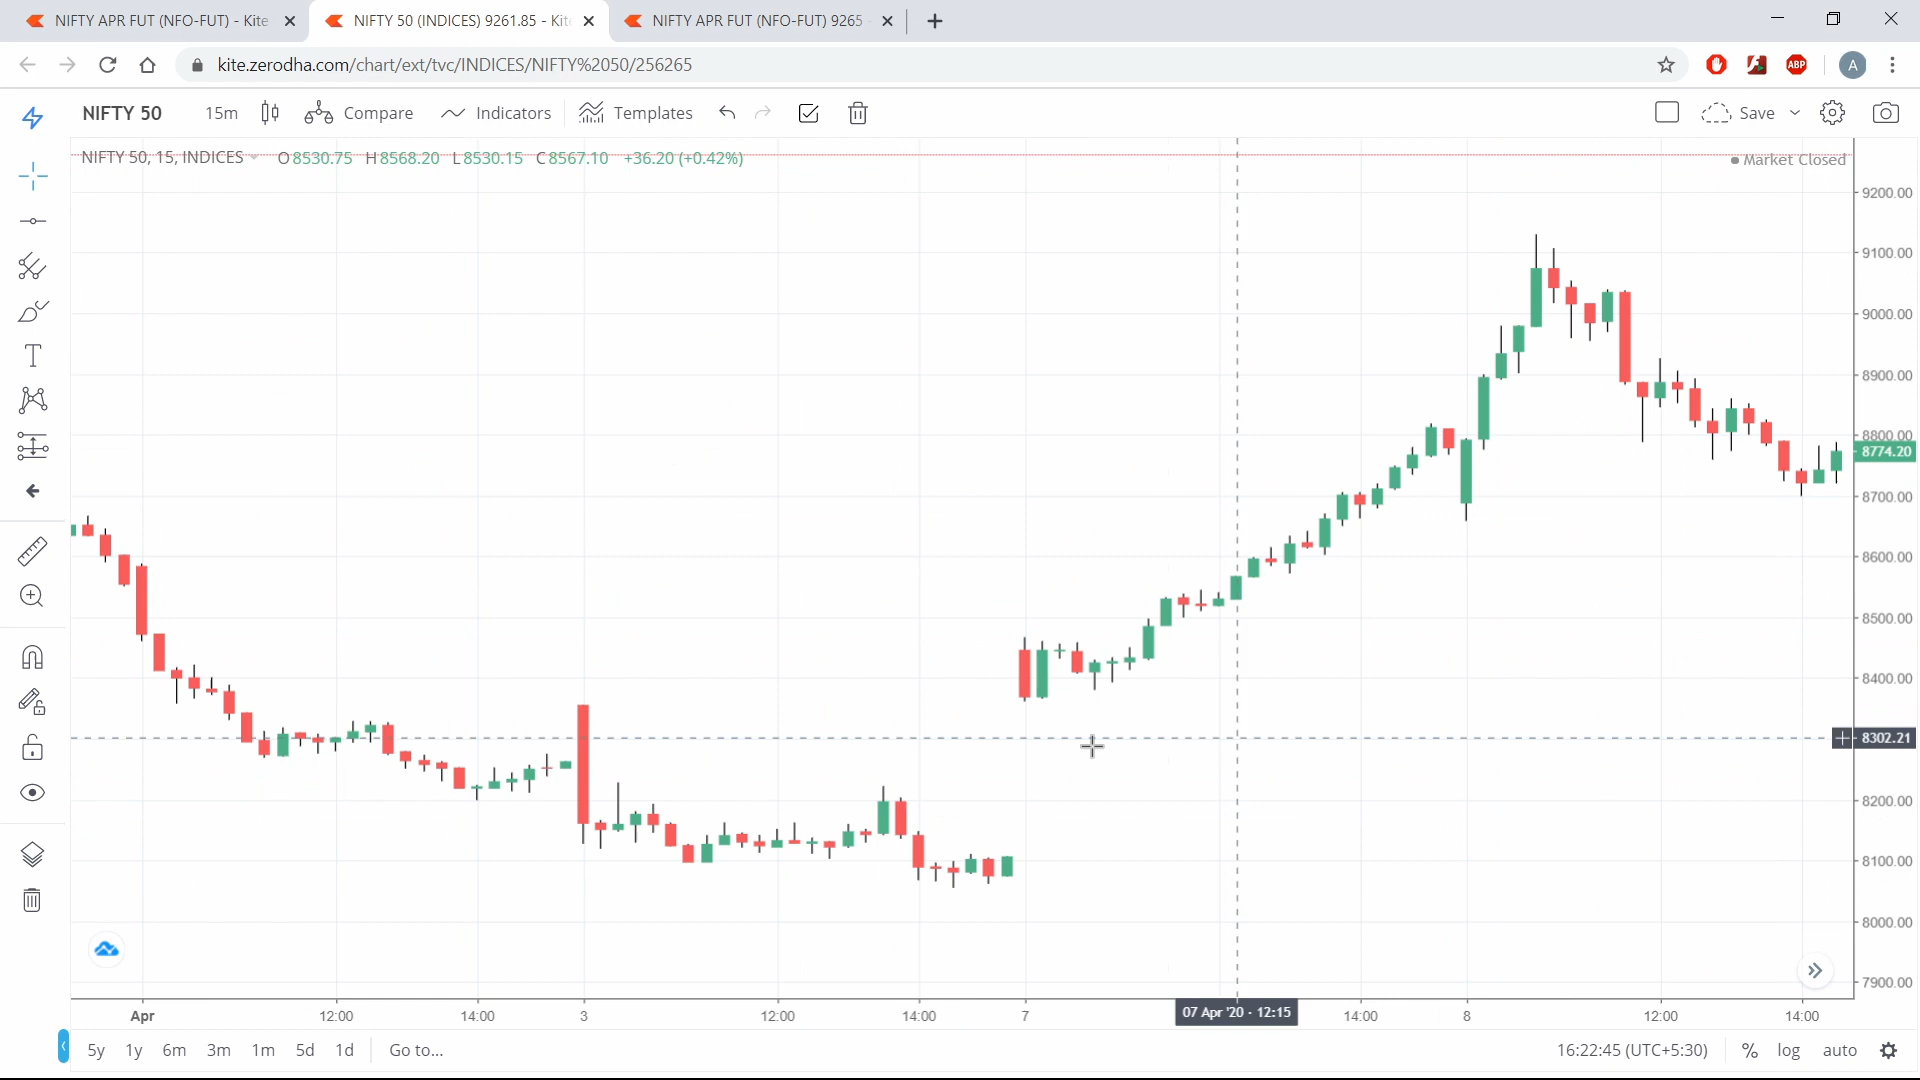 NIFTY APR FUT (NFO-FUT) - Kite
NIFTY 50 (INDICES) 9261.85 - Kit
NIFTY APR FUT (NFO-FUT) 9265
kite.zerodha.com/chart/ext/tvc/INDICES/NIFTY%2050/256265
ABP
A
NIFTY 50
15m
Compare
Indicators
Templates
Save
NIFTY 50, 15, INDICES O8530.75 H8568.20 L8530.15 C8567.10 +36.20 (+0.42%)
Market Closed
9200.00
9100.00
9000.00
8900.00
8800.00
8774.20
8700.00
8600.00
8500.00
8400.00
8302.21
8200.00
8100.00
8000.00
7900.00
Apr 12:00 14:00 3 12:00 14:00 7 07 Apr '20 - 12:15 14:00 8 12:00 14:00
5y 1y 6m 3m 1m 5d 1d Go to... 16:22:45 (UTC+5:30) % log auto